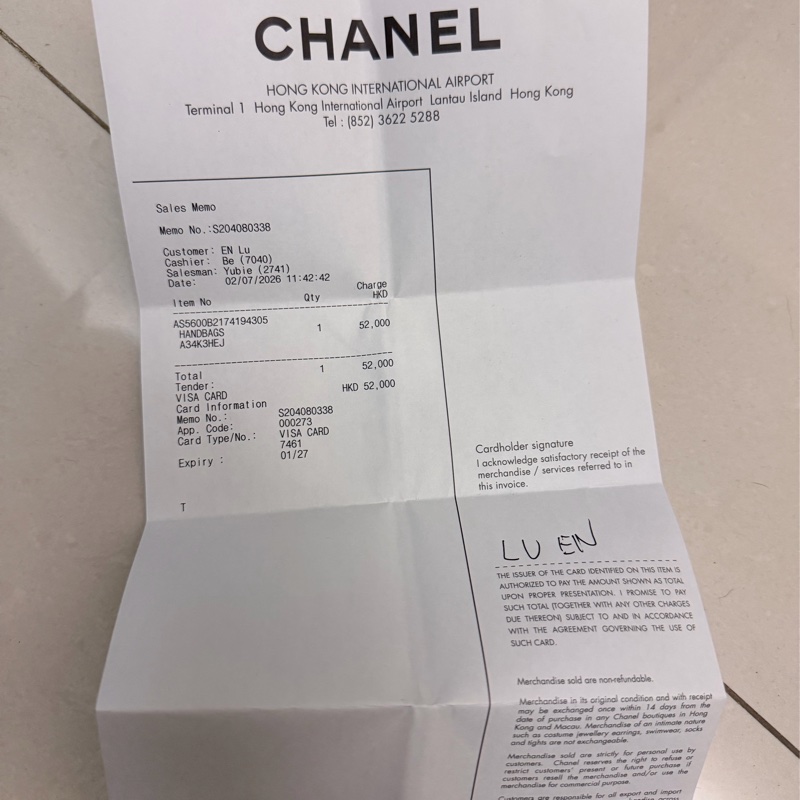 CHANEL
HONG KONG INTERNATIONAL AIRPORT
Terminal 1 Hong Kong International Airport Lantau Island Hong Kong
Tel : (852) 3622 5288
Sales Memo
Memo No.:S204080338
Customer: EN Lu
Cashier: Be (7040)
Salesman: Yubie (2741)
Date: 02/07/2026 11:42:42
Item No Qty Charge HKD
AS5600B2174194305 1 52,000
HANDBAGS
A34K3HEJ
Total 1 52,000
Tender:
VISA CARD HKD 52,000
Card Information
Memo No.: S204080338
App. Code: 000273
Card Type/No.: VISA CARD
7461
Expiry : 01/27
T
Cardholder signature
I acknowledge satisfactory receipt of the
merchandise / services referred to in
this invoice.
LU EN
THE ISSUER OF THE CARD IDENTIFIED ON THIS ITEM IS
AUTHORIZED TO PAY THE AMOUNT SHOWN AS TOTAL
UPON PROPER PRESENTATION. I PROMISE TO PAY
SUCH TOTAL (TOGETHER WITH ANY OTHER CHARGES
DUE THEREON) SUBJECT TO AND IN ACCORDANCE
WITH THE AGREEMENT GOVERNING THE USE OF
SUCH CARD.
Merchandise sold are non-refundable.
Merchandise in its original condition and with receipt
may be exchanged once within 14 days from the
date of purchase in any Chanel boutiques in Hong
Kong and Macau. Merchandise of an intimate nature
such as costume jewellery earrings, swimwear, socks
and tights are not exchangeable.
Merchandise sold are strictly for personal use by
customers. Chanel reserves the right to refuse or
restrict customers' present or future purchase if
customers resell the merchandise and/or use the
merchandise for commercial purpose.
Customers are responsible for all export and import